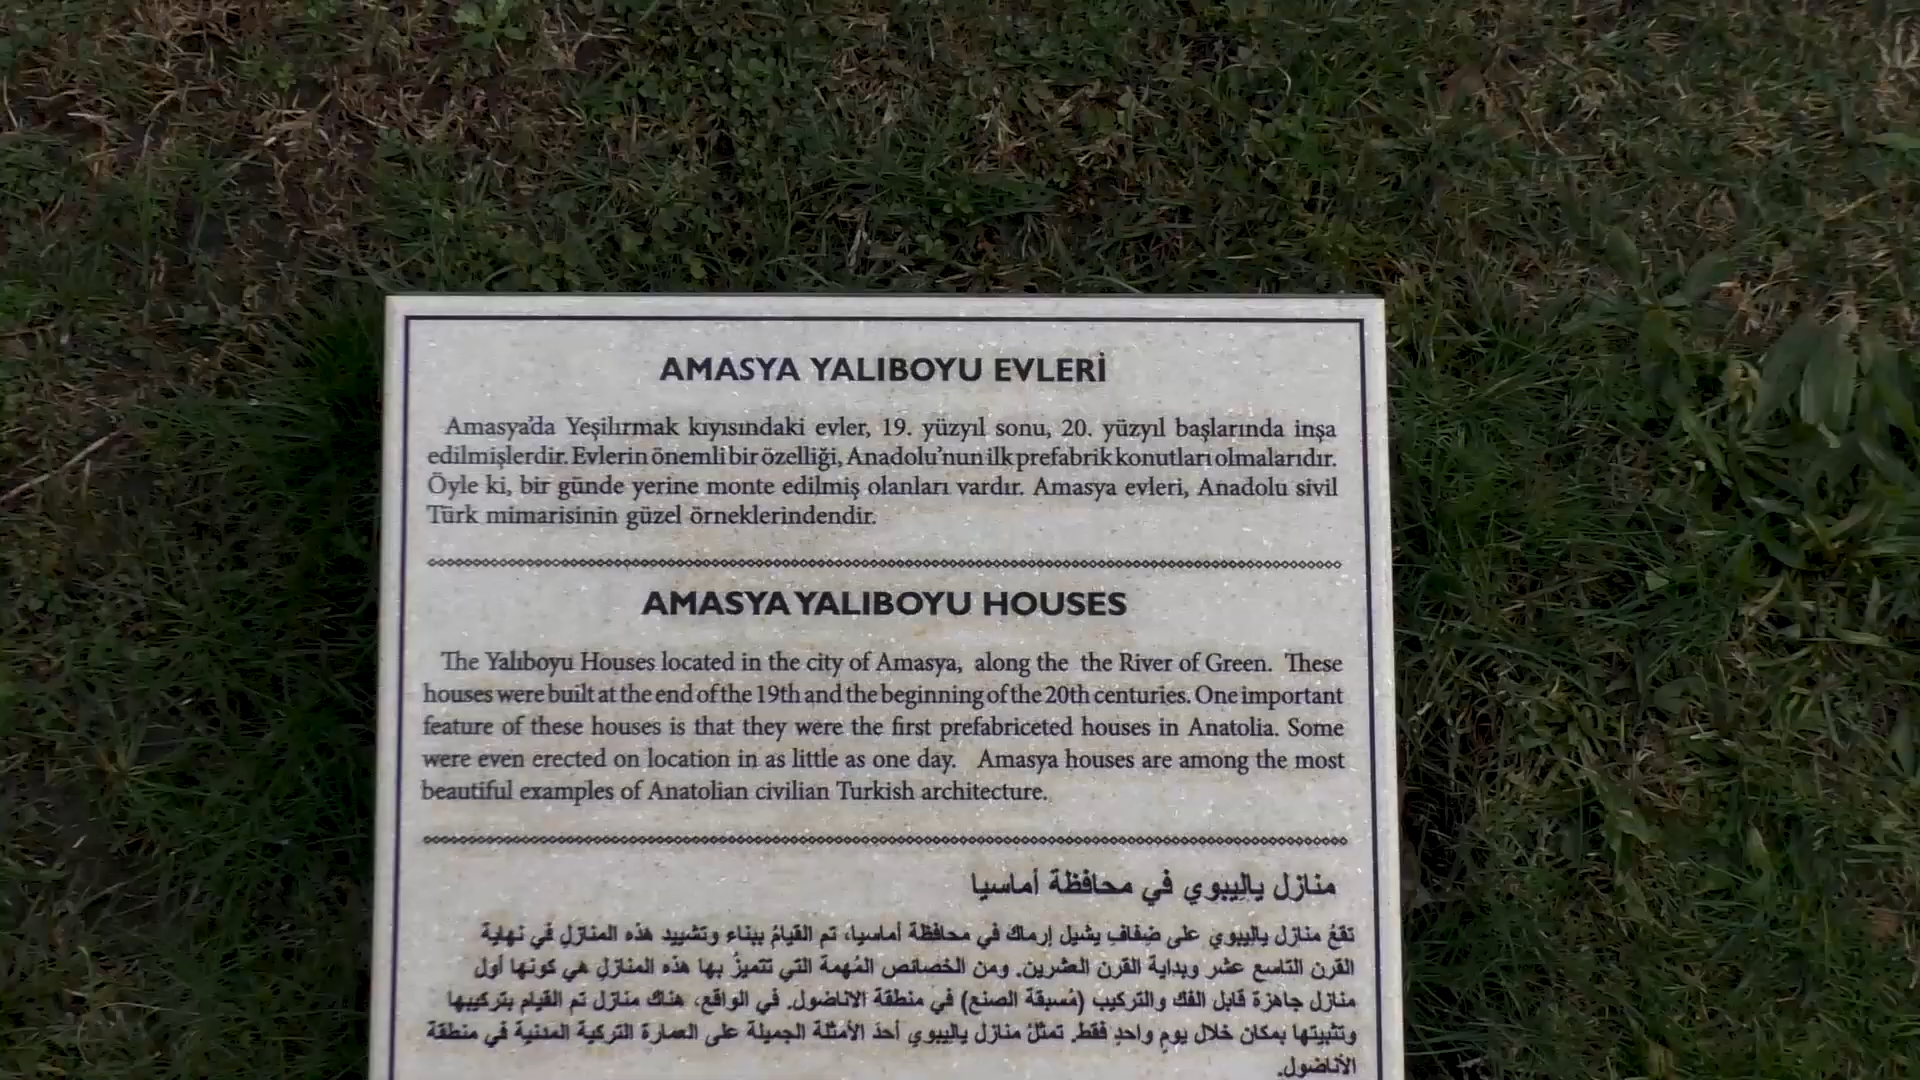 AMASYA YALIBOYU EVLERİ
Amasya'da Yeşilırmak kıyısındaki evler, 19. yüzyıl sonu, 20. yüzyıl başlarında inşa
edilmişlerdir. Evlerin önemli bir özelliği, Anadolu'nun ilk prefabrik konutları olmalarıdır.
Öyle ki, bir günde yerine monte edilmiş olanları vardır. Amasya evleri, Anadolu sivil
Türk mimarisinin güzel örneklerindendir.
AMASYA YALIBOYU HOUSES
The Yalıboyu Houses located in the city of Amasya, along the the River of Green. These
houses were built at the end of the 19th and the beginning of the 20th centuries. One important
feature of these houses is that they were the first prefabriceted houses in Anatolia. Some
were even erected on location in as little as one day. Amasya houses are among the most
beautiful examples of Anatolian civilian Turkish architecture.
منازل ياليبوي في محافظة أماسيا
تقعُ منازل ياليبوي على ضفافِ يشيل إرماك في محافظة أماسيا، تم القيامُ ببناء وتشييد هذه المنازلِ في نهاية
القرن التاسع عشر وبداية القرن العشرين. ومن الخصائص المُهمة التي تتميزُ بها هذه المنازلِ هي كونها أول
منازل جاهزة قابل الفك والتركيب (مُسبقة الصنع) في منطقة الاناضول. في الواقع، هناك منازل تم القيام بتركيبها
وتثبيتها بمكان خلال يومٍ واحدٍ فقط. تمثلُ منازل ياليبوي أحدَ الأمثلة الجميلة على العمارة التركية المدنية في منطقة
الأناضول.